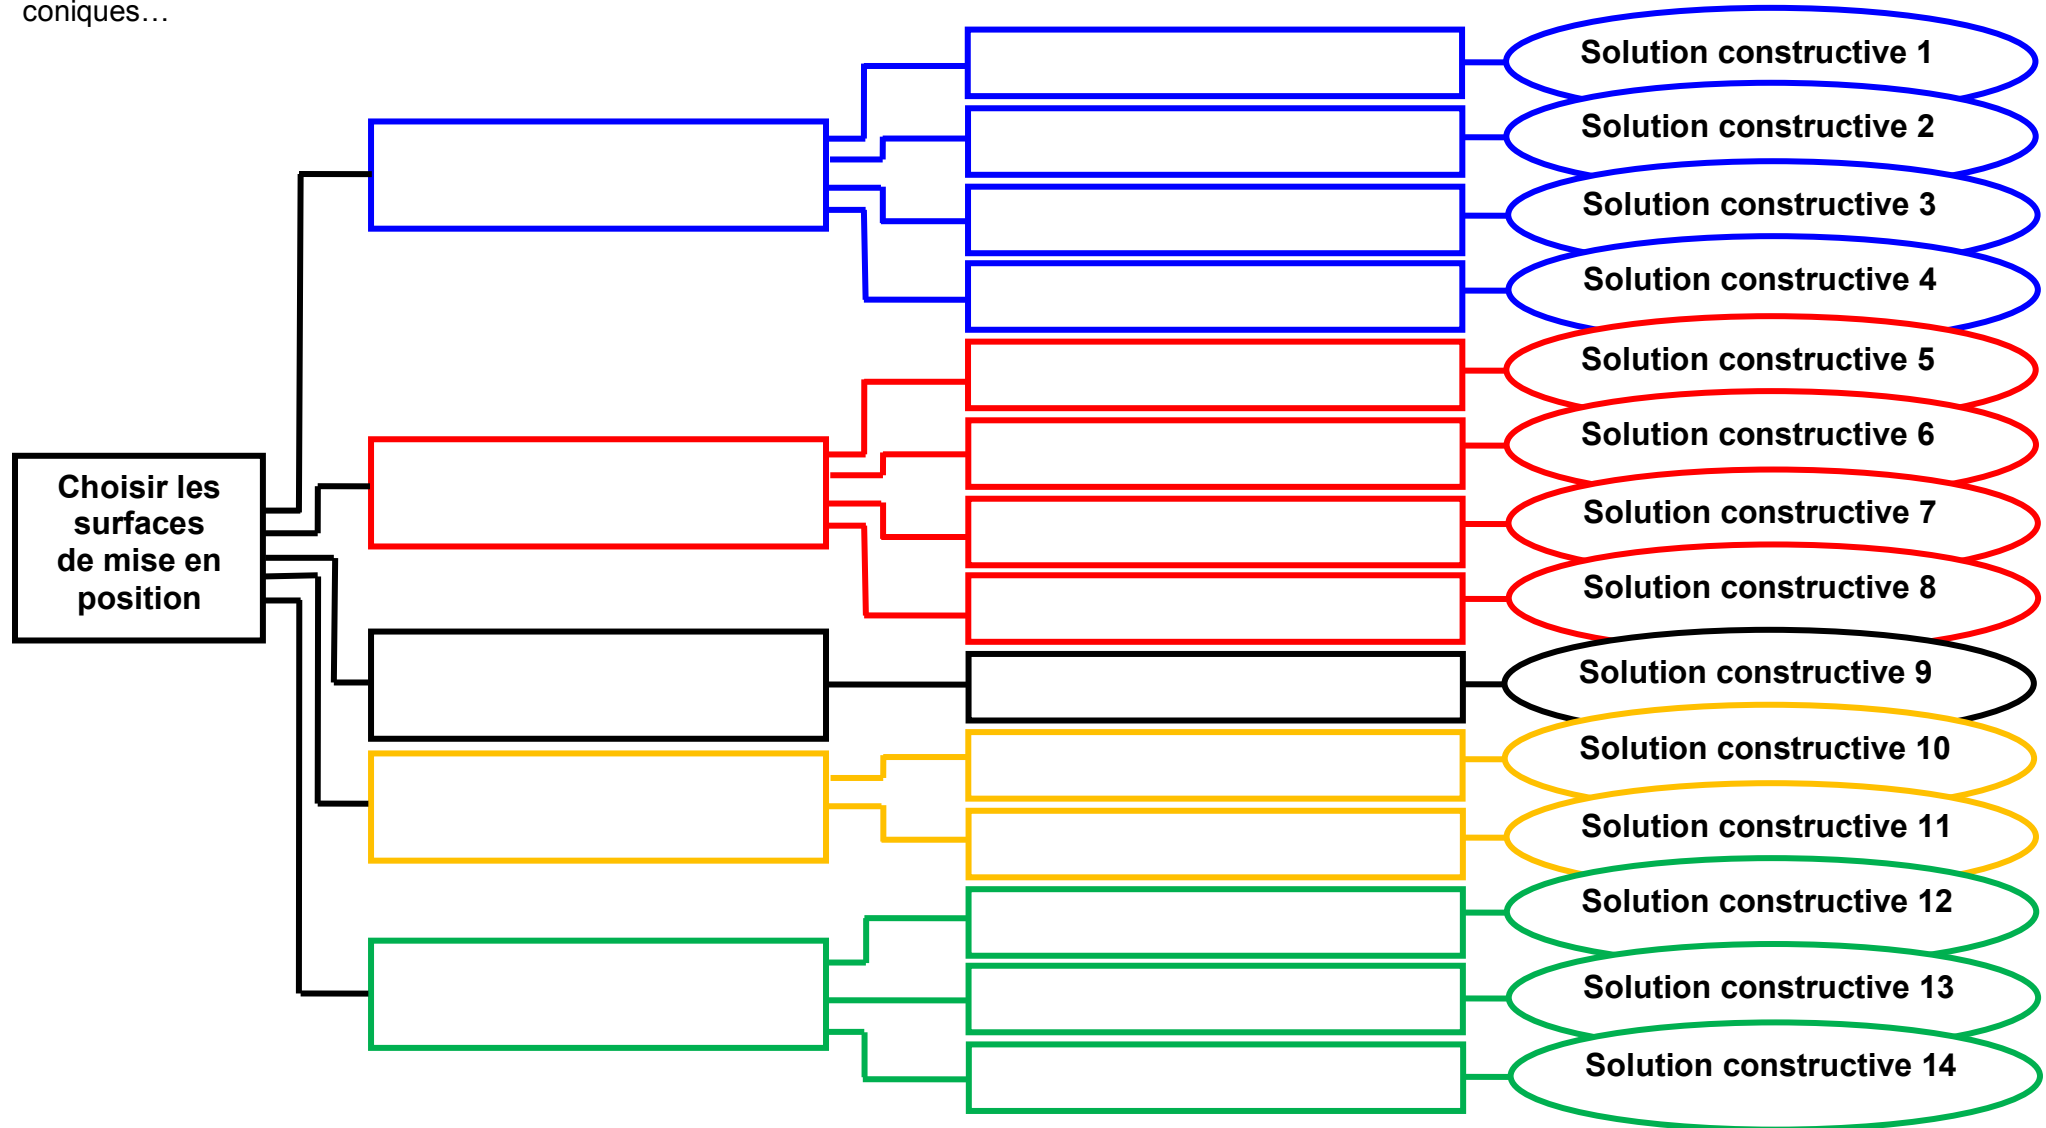 coniques…
Solution constructive 1
Solution constructive 2
Solution constructive 3
Solution constructive 4
Solution constructive 5
Solution constructive 6
Choisir les
surfaces
de mise en
position
Solution constructive 7
Solution constructive 8
Solution constructive 9
Solution constructive 10
Solution constructive 11
Solution constructive 12
Solution constructive 13
Solution constructive 14